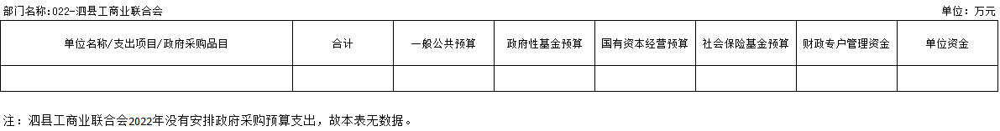 部门名称:022-泗县工商业联合会 单位：万元
单位名称/支出项目/政府采购品目 合计 一般公共预算 政府性基金预算 国有资本经营预算 社会保险基金预算 财政专户管理资金 单位资金
注：泗县工商业联合会2022年没有安排政府采购预算支出，故本表无数据。